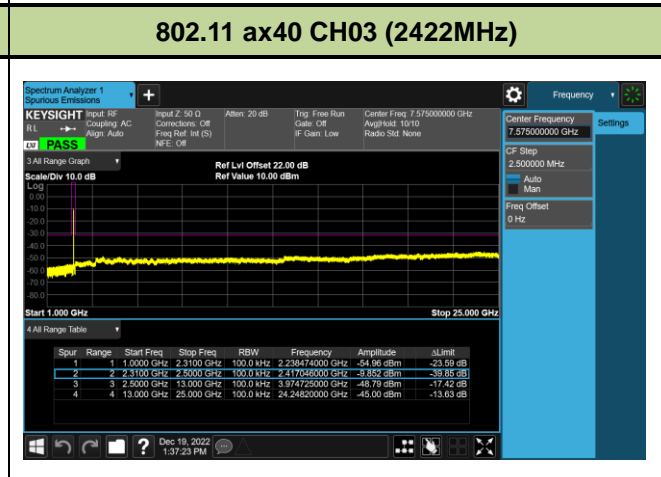 802.11 ax40 CH03 (2422MHz)
Spectrum Analyzer 1
Spurious Emissions
+
Frequency
KEYSIGHT
RL
LXI
PASS
Input: RF
Coupling: AC
Align: Auto
Input Z: 50 Ω
Corrections: Off
Freq Ref: Int (S)
NFE: Off
Atten: 20 dB
Trig: Free Run
Gate: Off
IF Gain: Low
Center Freq: 7.575000000 GHz
Avg|Hold: 10/10
Radio Std: None
Center Frequency
7.575000000 GHz
Settings
CF Step
2.500000 MHz
Auto
Man
Freq Offset
0 Hz
3 All Range Graph
Ref Lvl Offset 22.00 dB
Scale/Div 10.0 dB
Ref Value 10.00 dBm
Log
0.00
-10.0
-20.0
-30.0
-40.0
-50.0
-60.0
-70.0
-80.0
Start 1.000 GHz
Stop 25.000 GHz
4 All Range Table
Spur Range Start Freq Stop Freq RBW Frequency Amplitude ΔLimit
1 1 1.0000 GHz 2.3100 GHz 100.0 kHz 2.238474000 GHz -54.96 dBm -23.59 dB
2 2 2.3100 GHz 2.5000 GHz 100.0 kHz 2.417046000 GHz -9.852 dBm -39.85 dB
3 3 2.5000 GHz 13.000 GHz 100.0 kHz 3.974725000 GHz -48.79 dBm -17.42 dB
4 4 13.000 GHz 25.000 GHz 100.0 kHz 24.24820000 GHz -45.00 dBm -13.63 dB
?
Dec 19, 2022
1:37:23 PM